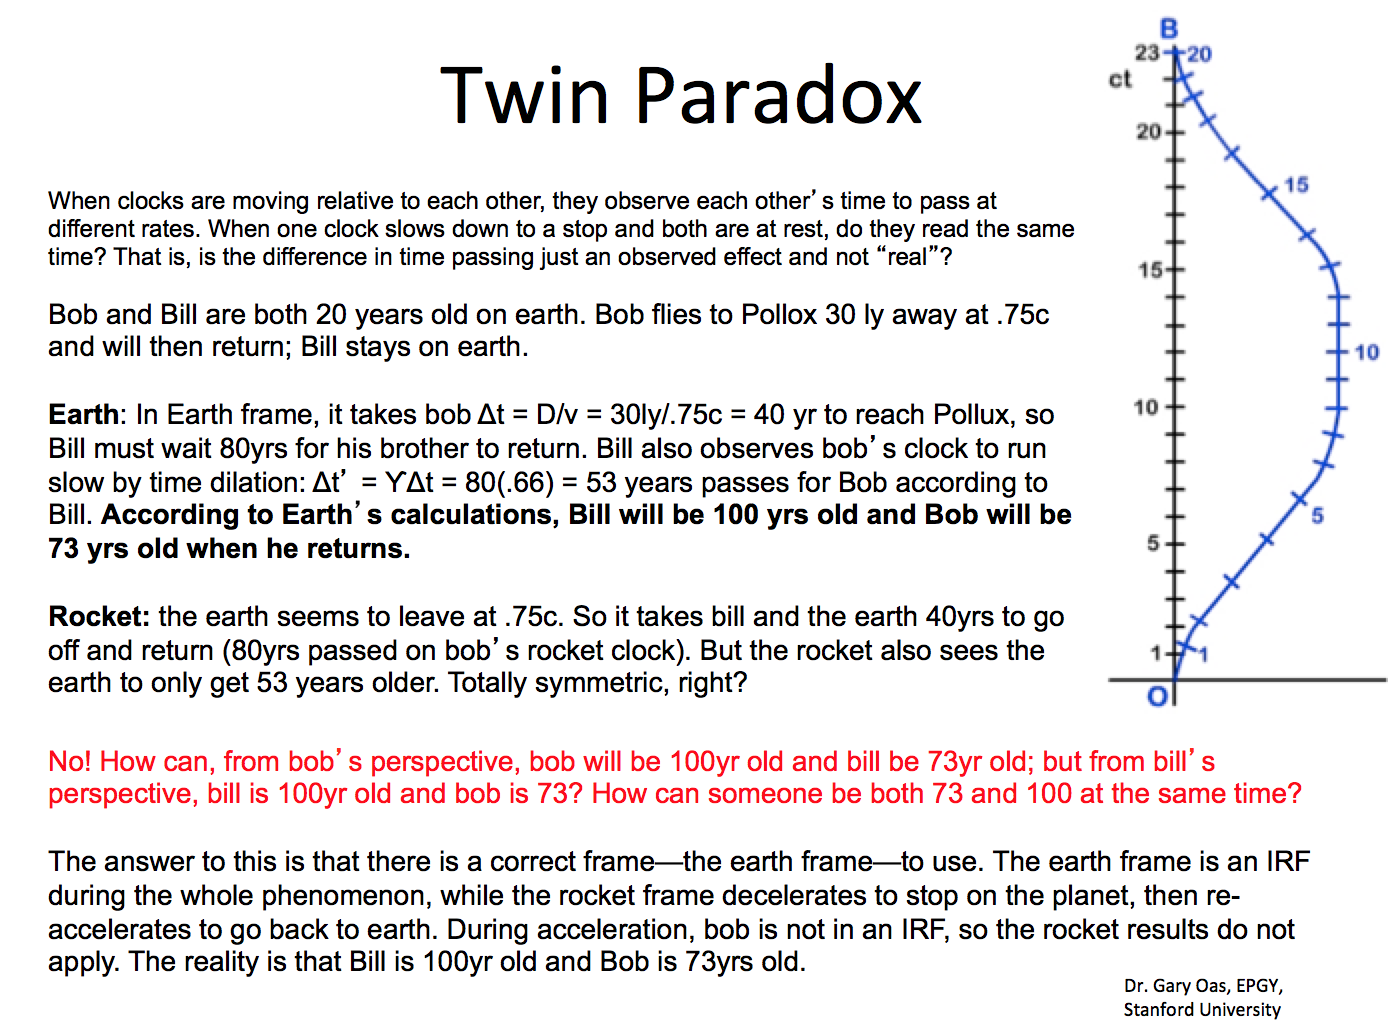 Twin Paradox
When clocks are moving relative to each other, they observe each other’s time to pass at
different rates. When one clock slows down to a stop and both are at rest, do they read the same
time? That is, is the difference in time passing just an observed effect and not “real”?
Bob and Bill are both 20 years old on earth. Bob flies to Pollox 30 ly away at .75c
and will then return; Bill stays on earth.
Earth: In Earth frame, it takes bob Δt = D/v = 30ly/.75c = 40 yr to reach Pollux, so
Bill must wait 80yrs for his brother to return. Bill also observes bob’s clock to run
slow by time dilation: Δt’ = ϒΔt = 80(.66) = 53 years passes for Bob according to
Bill. According to Earth’s calculations, Bill will be 100 yrs old and Bob will be
73 yrs old when he returns.
Rocket: the earth seems to leave at .75c. So it takes bill and the earth 40yrs to go
off and return (80yrs passed on bob’s rocket clock). But the rocket also sees the
earth to only get 53 years older. Totally symmetric, right?
No! How can, from bob’s perspective, bob will be 100yr old and bill be 73yr old; but from bill’s
perspective, bill is 100yr old and bob is 73? How can someone be both 73 and 100 at the same time?
The answer to this is that there is a correct frame—the earth frame—to use. The earth frame is an IRF
during the whole phenomenon, while the rocket frame decelerates to stop on the planet, then re-
accelerates to go back to earth. During acceleration, bob is not in an IRF, so the rocket results do not
apply. The reality is that Bill is 100yr old and Bob is 73yrs old.
B
23 20
ct
20
15
15
10
10
5
5
1 1
O
Dr. Gary Oas, EPGY,
Stanford University